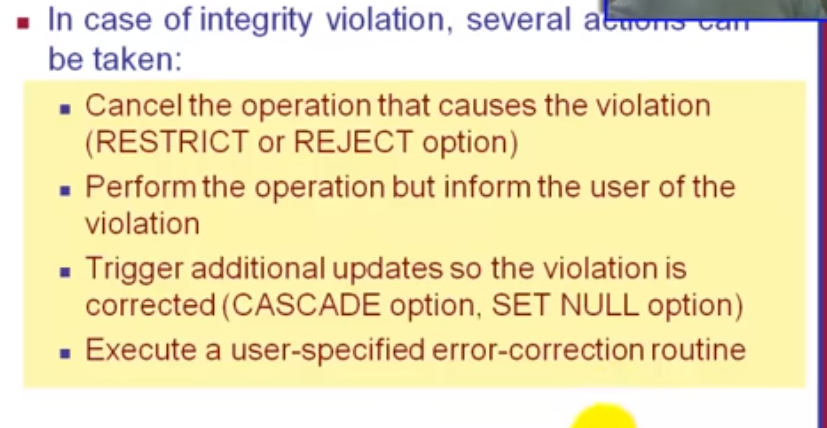 In case of integrity violation, several actions can
be taken:
Cancel the operation that causes the violation
(RESTRICT or REJECT option)
Perform the operation but inform the user of the
violation
Trigger additional updates so the violation is
corrected (CASCADE option, SET NULL option)
Execute a user-specified error-correction routine